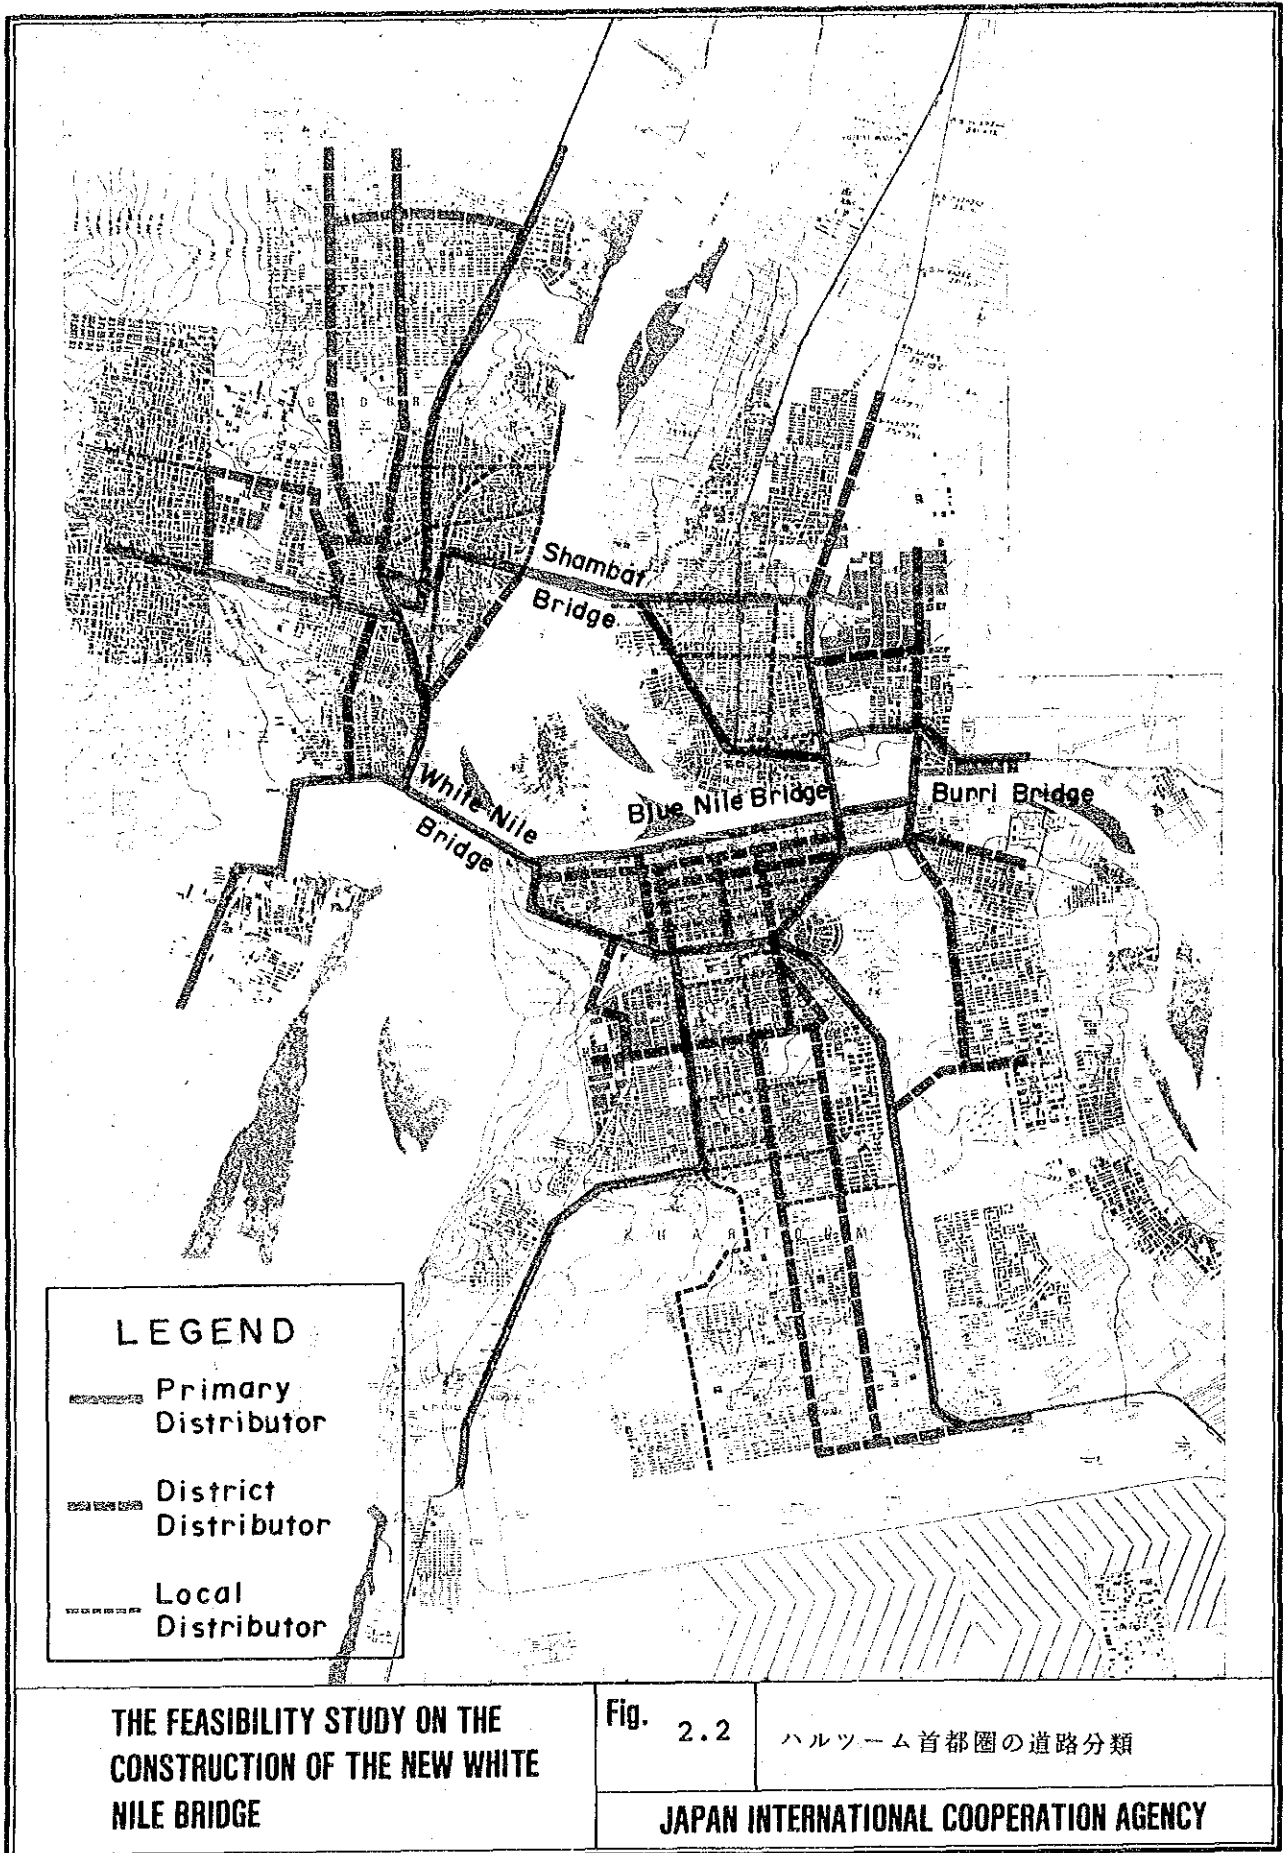 OMDURMAN
Shambat
Bridge
White Nile
Bridge
Blue Nile Bridge
Burri Bridge
KHARTOUM
LEGEND
Primary
Distributor
District
Distributor
Local
Distributor
THE FEASIBILITY STUDY ON THE
CONSTRUCTION OF THE NEW WHITE
NILE BRIDGE
Fig. 2.2
ハルツーム首都圏の道路分類
JAPAN INTERNATIONAL COOPERATION AGENCY